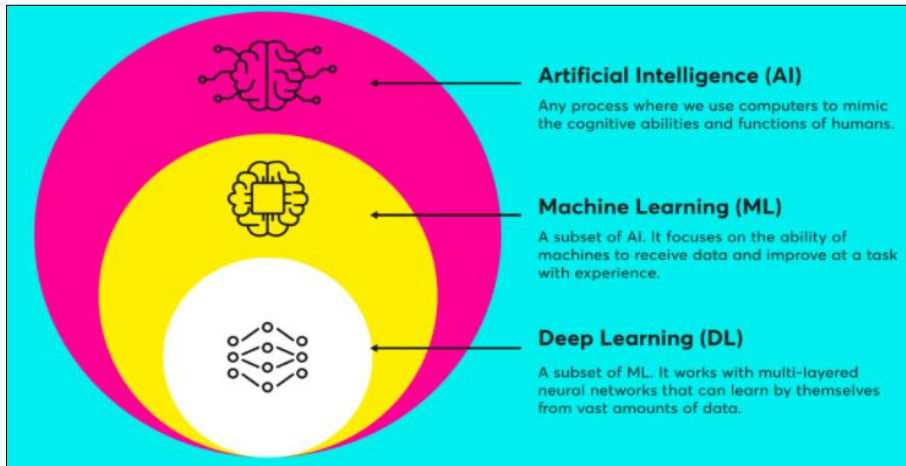 Artificial Intelligence (AI)
Any process where we use computers to mimic
the cognitive abilities and functions of humans.
Machine Learning (ML)
A subset of AI. It focuses on the ability of
machines to receive data and improve at a task
with experience.
Deep Learning (DL)
A subset of ML. It works with multi-layered
neural networks that can learn by themselves
from vast amounts of data.